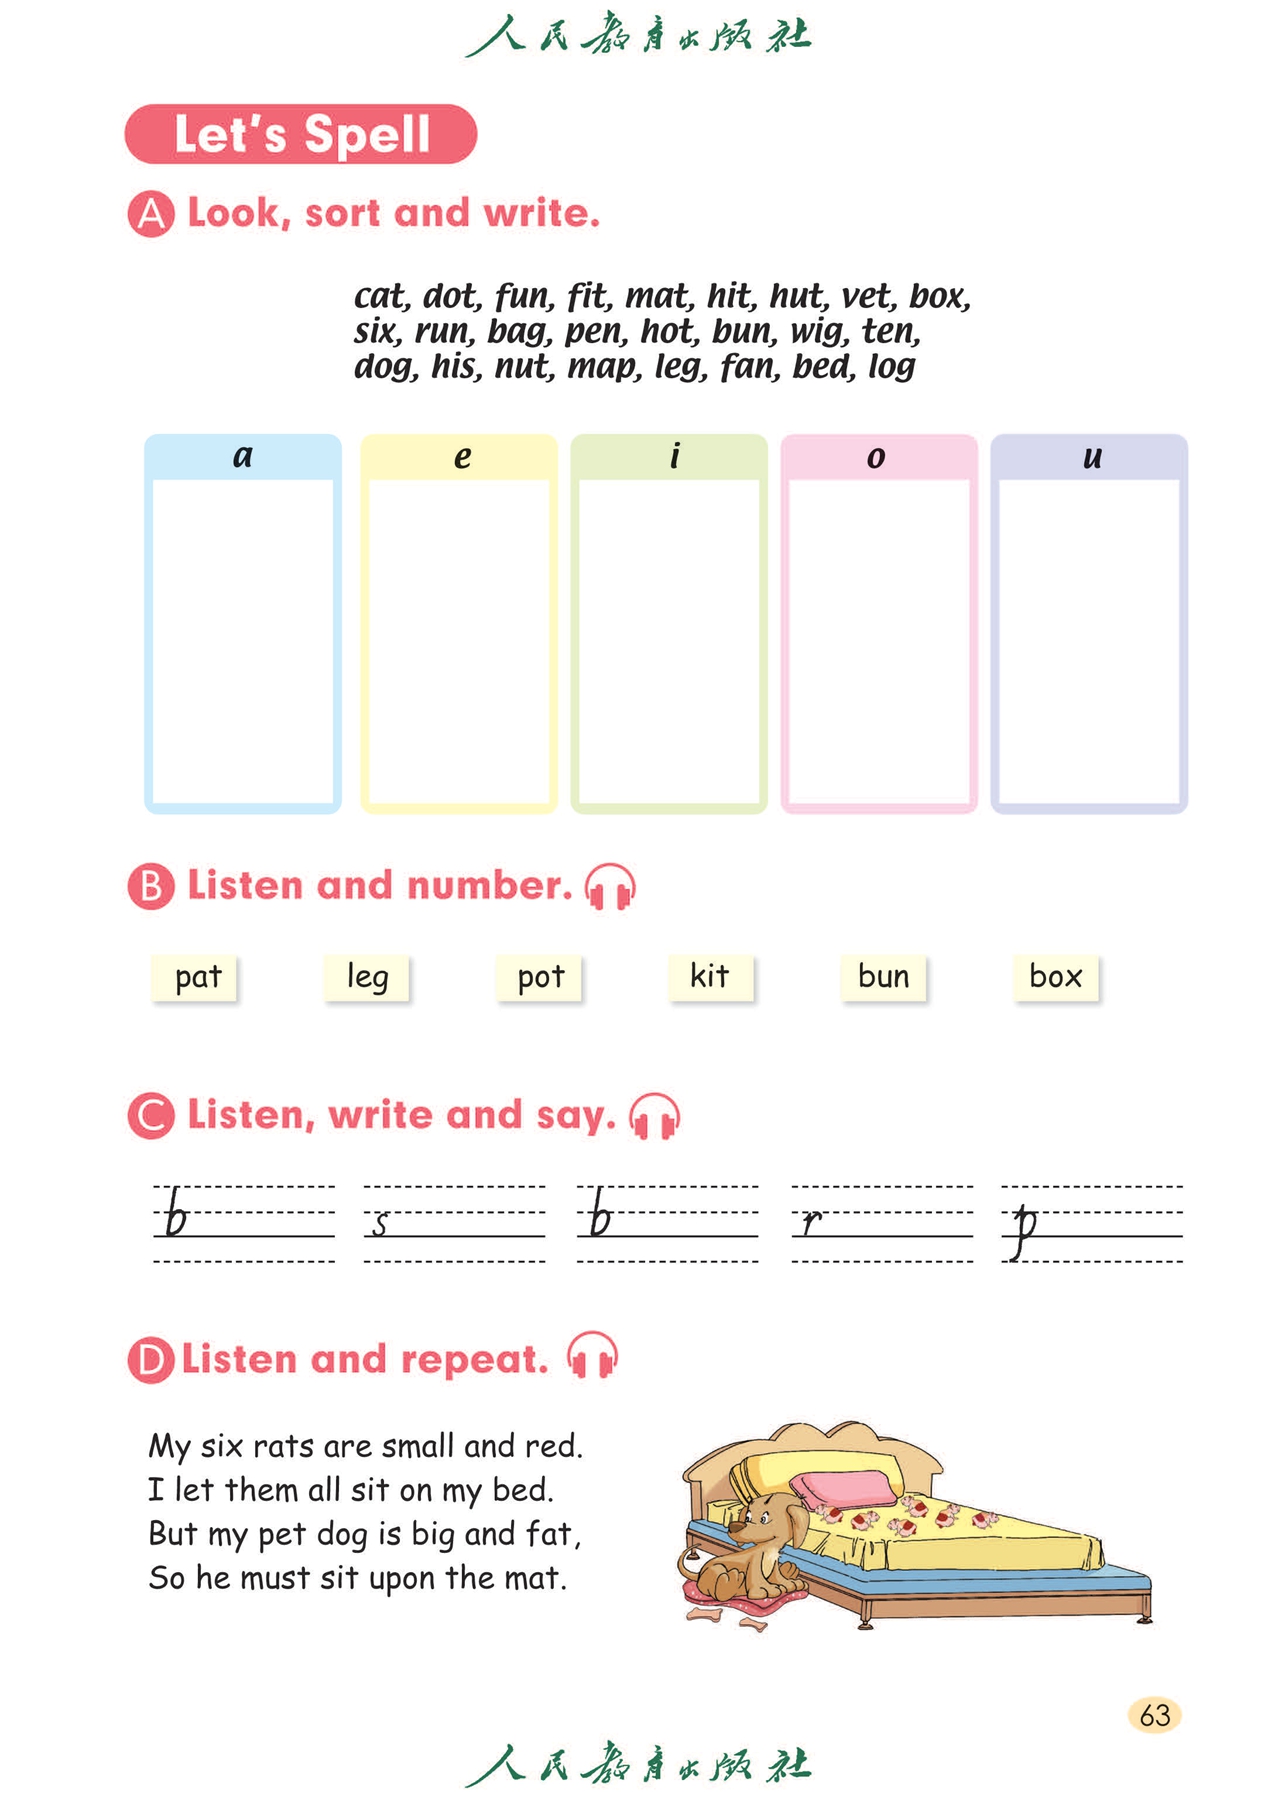 人民教育出版社
Let's Spell
A Look, sort and write.
cat, dot, fun, fit, mat, hit, hut, vet, box,
six, run, bag, pen, hot, bun, wig, ten,
dog, his, nut, map, leg, fan, bed, log
a e i o u
B Listen and number.
pat leg pot kit bun box
C Listen, write and say.
b s b r p
D Listen and repeat.
My six rats are small and red.
I let them all sit on my bed.
But my pet dog is big and fat,
So he must sit upon the mat.
63
人民教育出版社